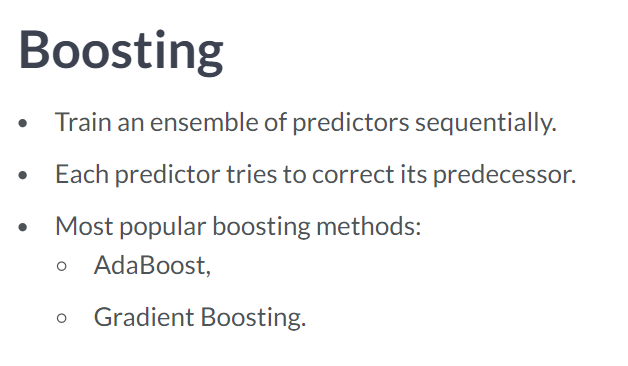 Boosting
• Train an ensemble of predictors sequentially.
• Each predictor tries to correct its predecessor.
• Most popular boosting methods:
○ AdaBoost,
○ Gradient Boosting.